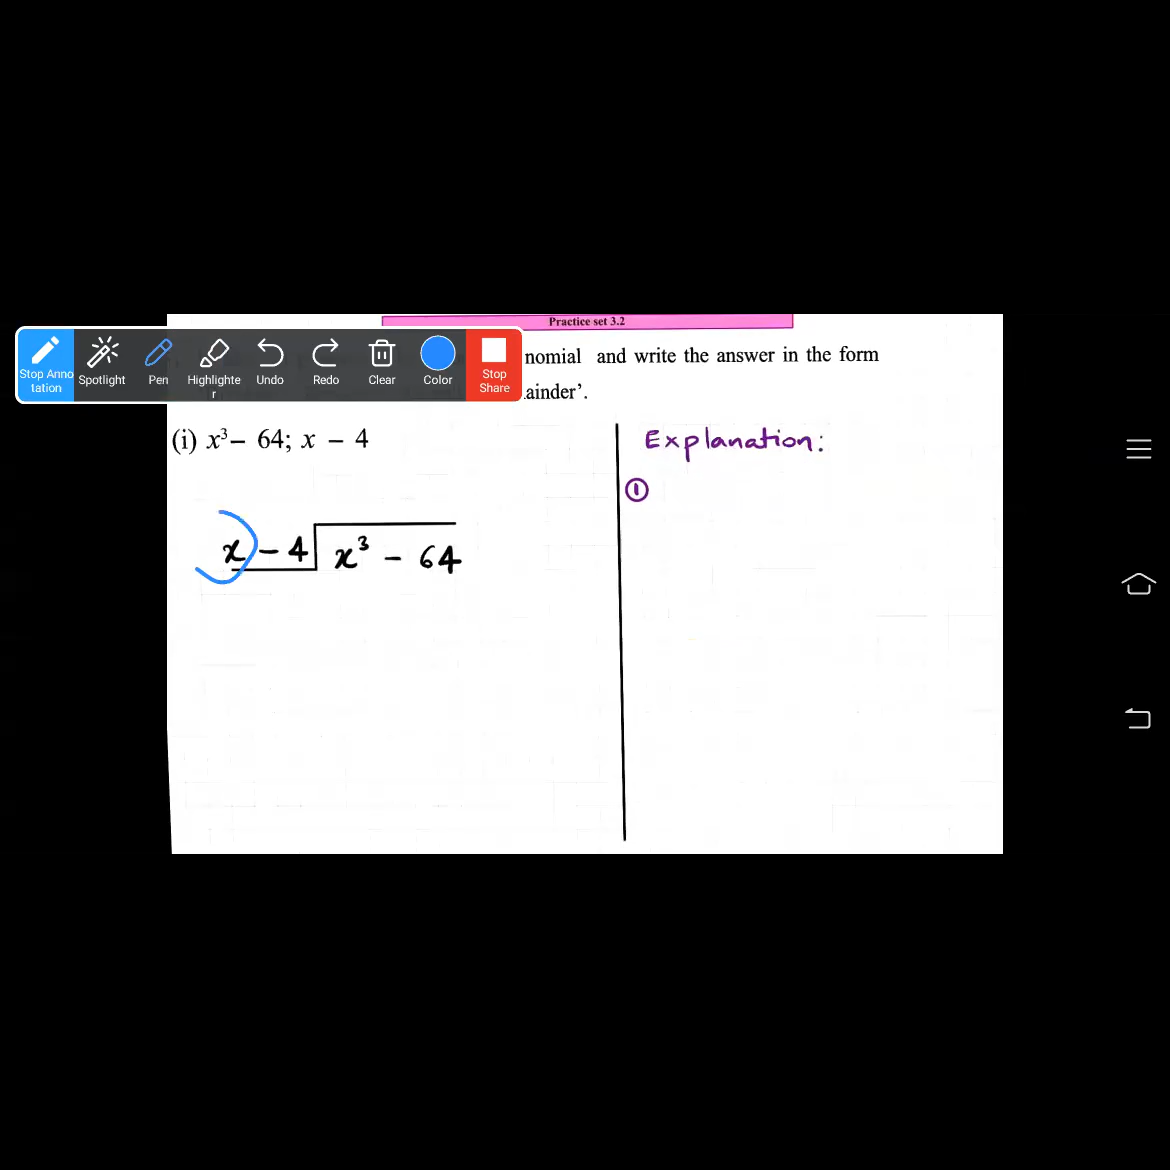 Practice set 3.2
Stop Anno
tation
Spotlight
Pen
Highlighte
r
Undo
Redo
Clear
Color
Stop
Share
nomial and write the answer in the form
ainder’.
(i) x³– 64; x – 4
Explanation:
①
x – 4 x³ – 64